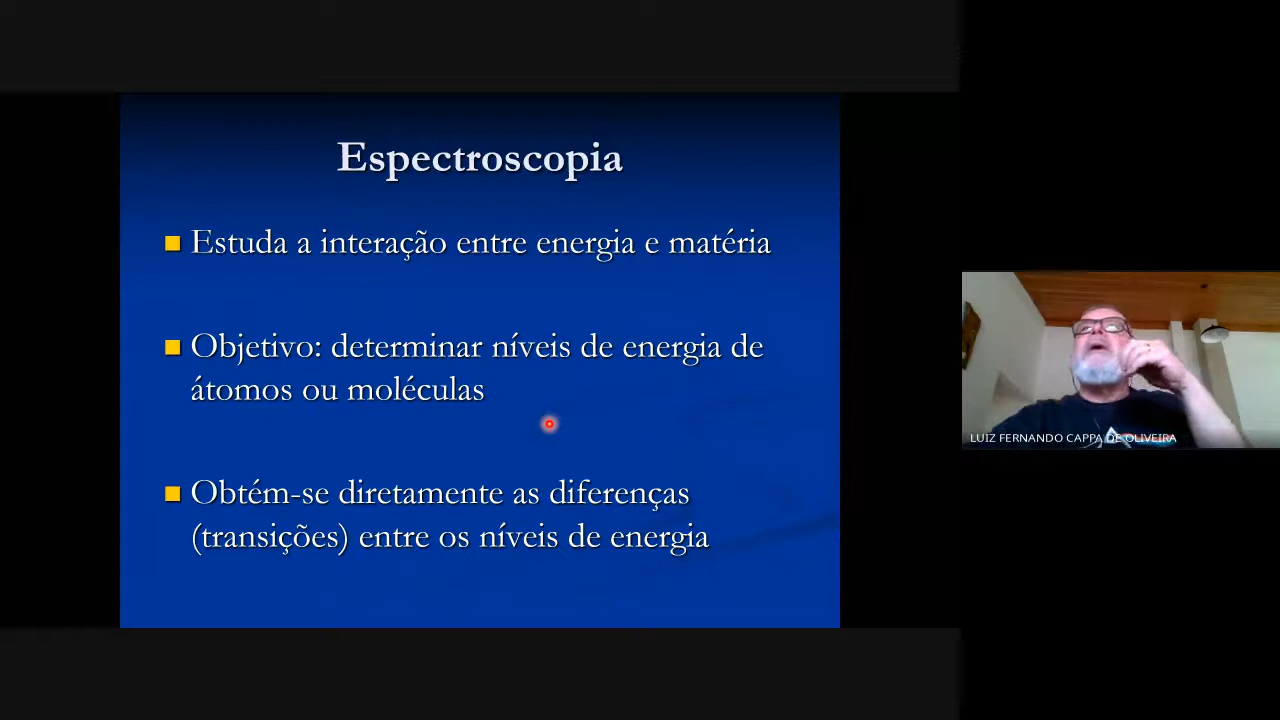 Espectroscopia
Estuda a interação entre energia e matéria
Objetivo: determinar níveis de energia de
átomos ou moléculas
Obtém-se diretamente as diferenças
(transições) entre os níveis de energia
LUIZ FERNANDO CAPPA DE OLIVEIRA